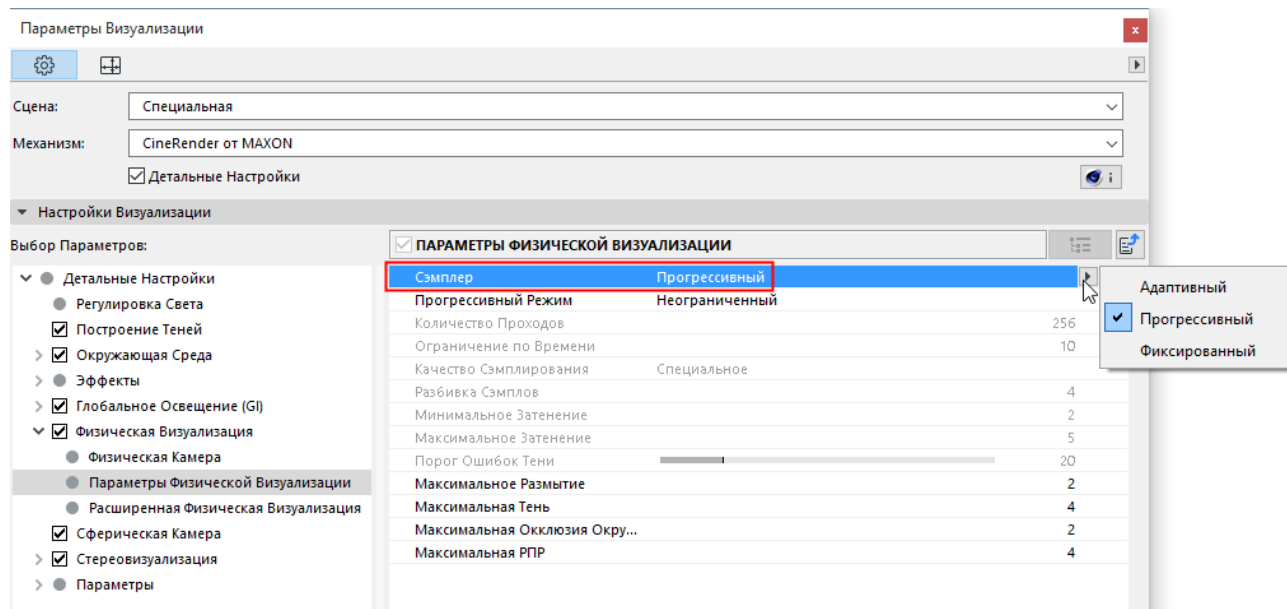 Параметры Визуализации
x
Сцена: Специальная
Механизм: CineRender от MAXON
Детальные Настройки
i
Настройки Визуализации
Выбор Параметров:
Детальные Настройки
Регулировка Света
Построение Теней
Окружающая Среда
Эффекты
Глобальное Освещение (GI)
Физическая Визуализация
Физическая Камера
Параметры Физической Визуализации
Расширенная Физическая Визуализация
Сферическая Камера
Стереовизуализация
Параметры
ПАРАМЕТРЫ ФИЗИЧЕСКОЙ ВИЗУАЛИЗАЦИИ
Сэмплер Прогрессивный
Прогрессивный Режим Неограниченный
Количество Проходов 256
Ограничение по Времени 10
Качество Сэмплирования Специальное
Разбивка Сэмплов 4
Минимальное Затенение 2
Максимальное Затенение 5
Порог Ошибок Тени 20
Максимальное Размытие 2
Максимальная Тень 4
Максимальная Окклюзия Окру... 2
Максимальная РПР 4
Адаптивный
Прогрессивный
Фиксированный